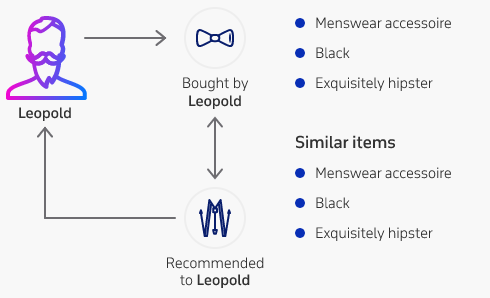 Leopold
Bought by
Leopold
Menswear accessoire
Black
Exquisitely hipster
Similar items
Menswear accessoire
Black
Exquisitely hipster
Recommended
to Leopold